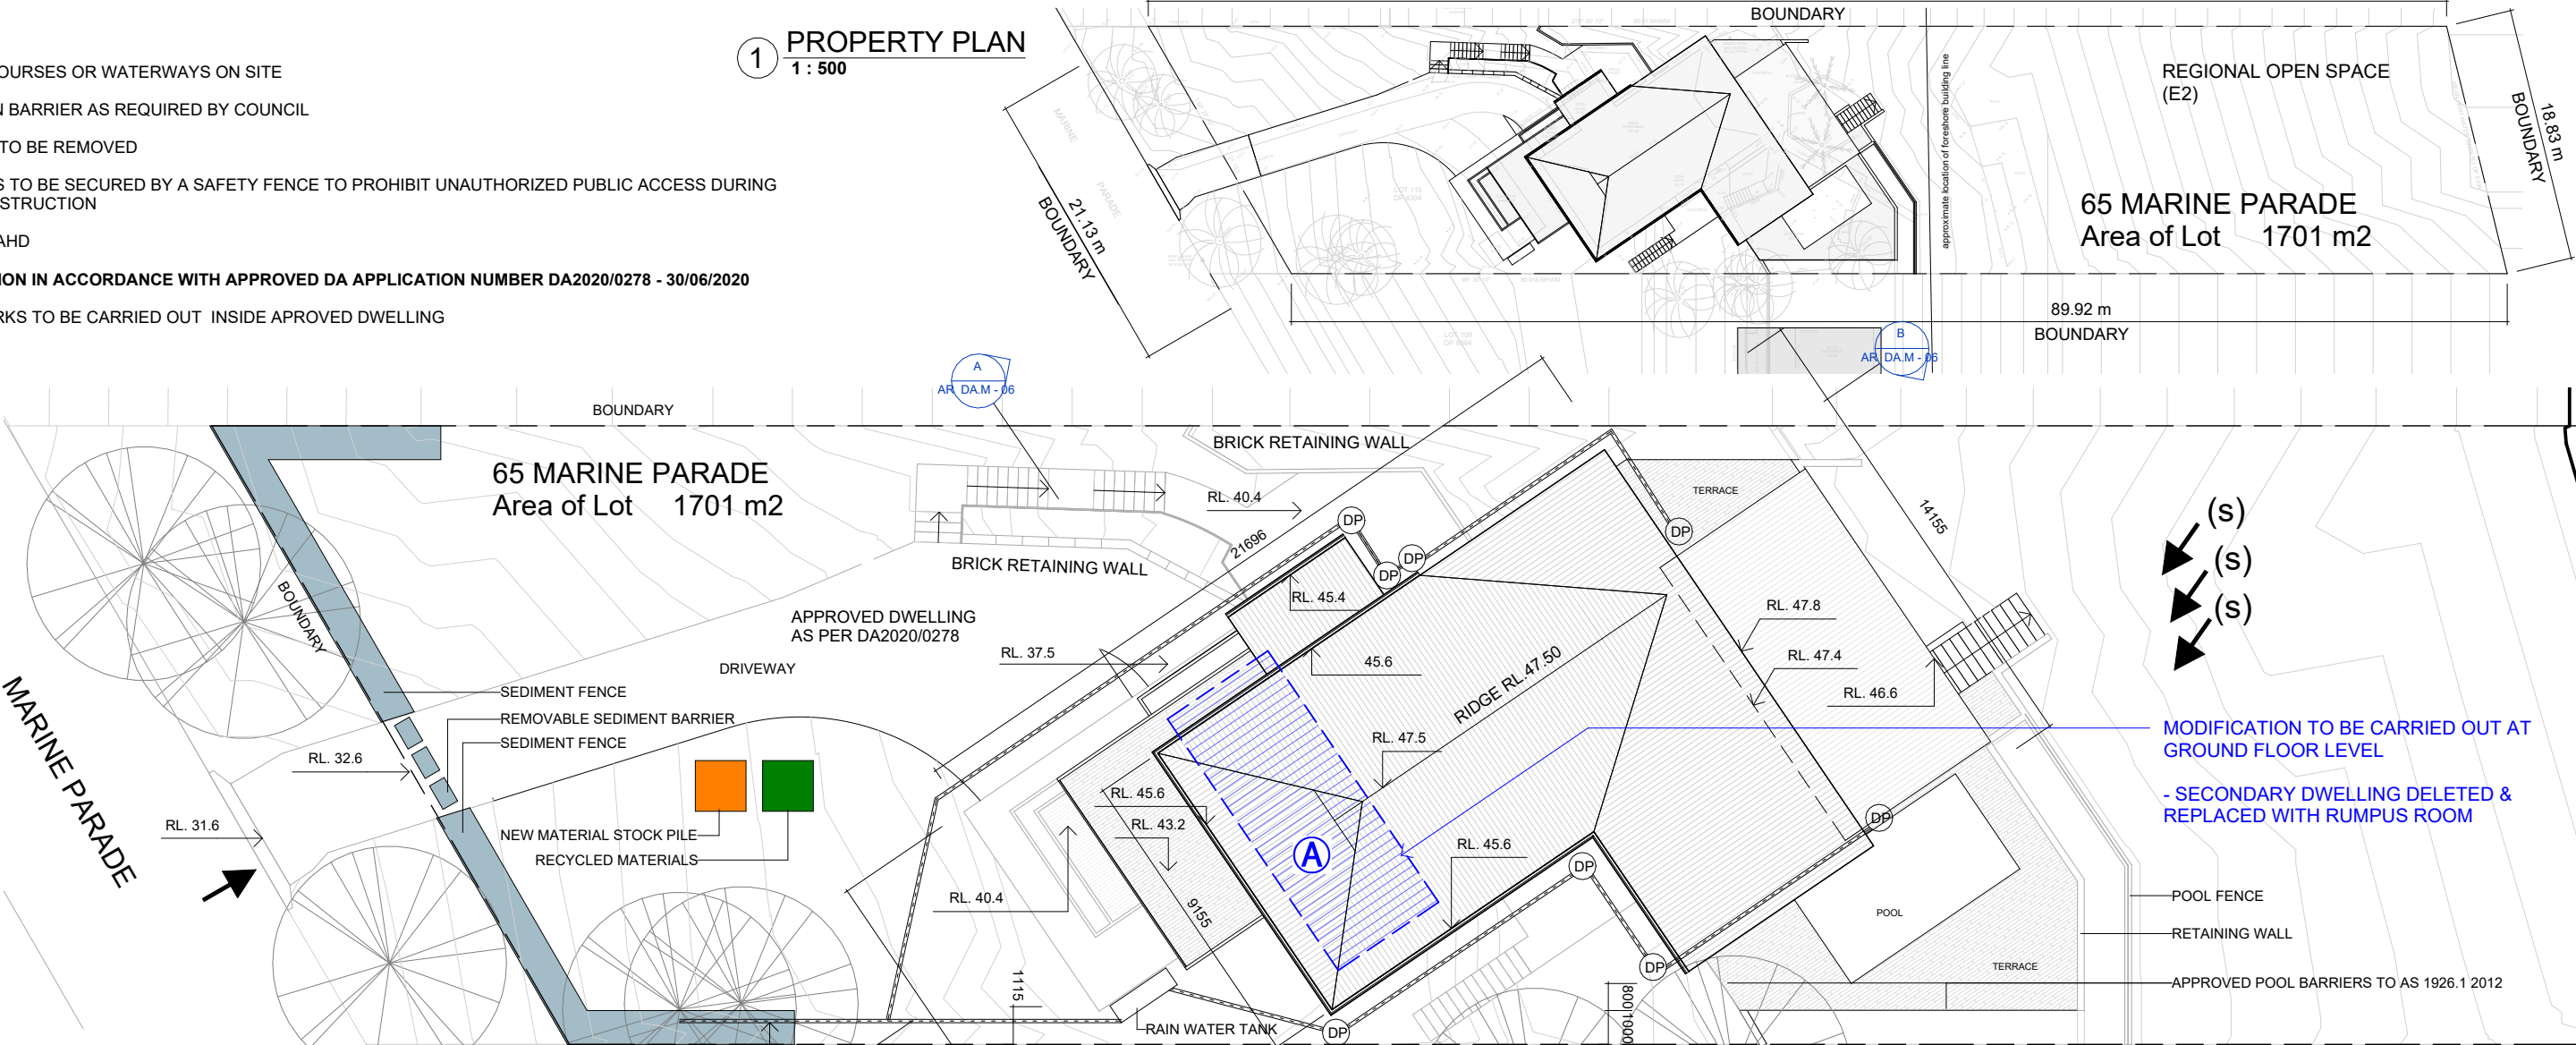 OURSES OR WATERWAYS ON SITE
N BARRIER AS REQUIRED BY COUNCIL
TO BE REMOVED
S TO BE SECURED BY A SAFETY FENCE TO PROHIBIT UNAUTHORIZED PUBLIC ACCESS DURING
STRUCTION
AHD
ION IN ACCORDANCE WITH APPROVED DA APPLICATION NUMBER DA2020/0278 - 30/06/2020
RKS TO BE CARRIED OUT INSIDE APROVED DWELLING
1 PROPERTY PLAN
1 : 500
BOUNDARY
MARINE
PARADE
21.13 m
BOUNDARY
LOT 110
DP 8394
LOT 109
DP 8394
approximate location of foreshore building line
REGIONAL OPEN SPACE
(E2)
18.83 m
BOUNDARY
65 MARINE PARADE
Area of Lot 1701 m2
89.92 m
BOUNDARY
A
AR DA.M - 06
B
AR DA.M - 06
BOUNDARY
65 MARINE PARADE
Area of Lot 1701 m2
BRICK RETAINING WALL
RL. 40.4
BRICK RETAINING WALL
21696
DP
DP
DP
DP
TERRACE
14155
(s)
(s)
(s)
BOUNDARY
APPROVED DWELLING
AS PER DA2020/0278
RL. 45.4
RL. 47.8
RL. 37.5
45.6
RL. 47.4
DRIVEWAY
RIDGE RL.47.50
RL. 46.6
MARINE PARADE
SEDIMENT FENCE
REMOVABLE SEDIMENT BARRIER
SEDIMENT FENCE
RL. 32.6
RL. 47.5
MODIFICATION TO BE CARRIED OUT AT
GROUND FLOOR LEVEL
- SECONDARY DWELLING DELETED &
REPLACED WITH RUMPUS ROOM
RL. 45.6
RL. 43.2
RL. 31.6
NEW MATERIAL STOCK PILE
RECYCLED MATERIALS
A
RL. 45.6
DP
DP
RL. 40.4
9155
POOL
POOL FENCE
RETAINING WALL
DP
TERRACE
APPROVED POOL BARRIERS TO AS 1926.1 2012
1115
800
1000
RAIN WATER TANK
DP